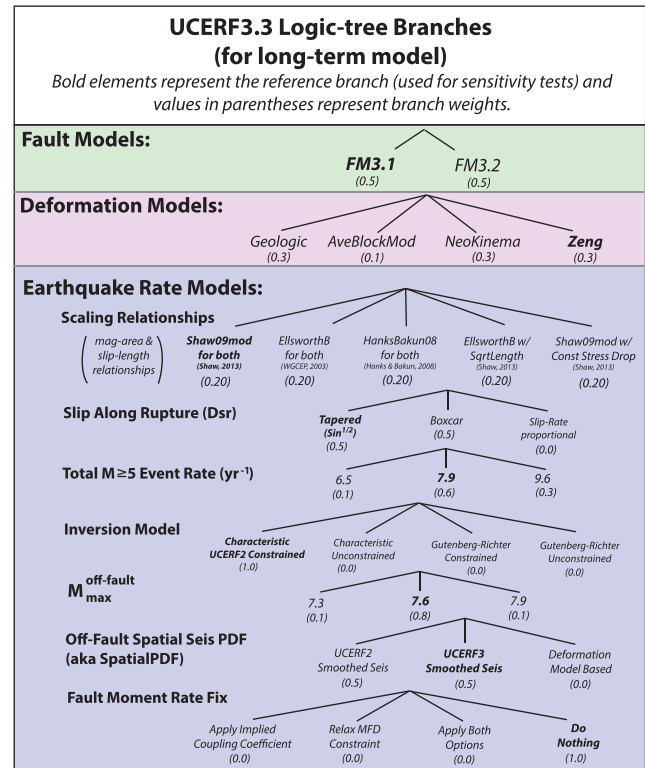 UCERF3.3 Logic-tree Branches
(for long-term model)
Bold elements represent the reference branch (used for sensitivity tests) and
values in parentheses represent branch weights.
Fault Models:
FM3.1 FM3.2
(0.5) (0.5)
Deformation Models:
Geologic AveBlockMod NeoKinema Zeng
(0.3) (0.1) (0.3) (0.3)
Earthquake Rate Models:
Scaling Relationships
(mag-area & slip-length relationships)
Shaw09mod EllsworthB HanksBakun08 EllsworthB w/ Shaw09mod w/
for both for both for both SqrtLength Const Stress Drop
(Shaw, 2013) (WGCEP, 2003) (Hanks & Bakun, 2008) (Shaw, 2013) (Shaw, 2013)
(0.20) (0.20) (0.20) (0.20) (0.20)
Slip Along Rupture (Dsr)
Tapered Boxcar Slip-Rate
(Sin1/2) (0.5) proportional
(0.5) (0.0)
Total M≥5 Event Rate (yr-1)
6.5 7.9 9.6
(0.1) (0.6) (0.3)
Inversion Model
Characteristic Characteristic Gutenberg-Richter Gutenberg-Richter
UCERF2 Constrained Unconstrained Constrained Unconstrained
(1.0) (0.0) (0.0) (0.0)
M off-fault max
7.3 7.6 7.9
(0.1) (0.8) (0.1)
Off-Fault Spatial Seis PDF
(aka SpatialPDF)
UCERF2 UCERF3 Deformation
Smoothed Seis Smoothed Seis Model Based
(0.5) (0.5) (0.0)
Fault Moment Rate Fix
Apply Implied Relax MFD Apply Both Do
Coupling Coefficient Constraint Options Nothing
(0.0) (0.0) (0.0) (1.0)